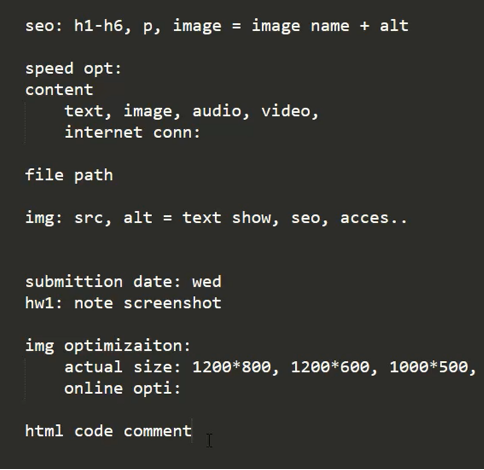 seo: h1-h6, p, image = image name + alt
speed opt:
content
text, image, audio, video,
internet conn:
file path
img: src, alt = text show, seo, acces..
submittion date: wed
hw1: note screenshot
img optimizaiton:
actual size: 1200*800, 1200*600, 1000*500,
online opti:
html code comment